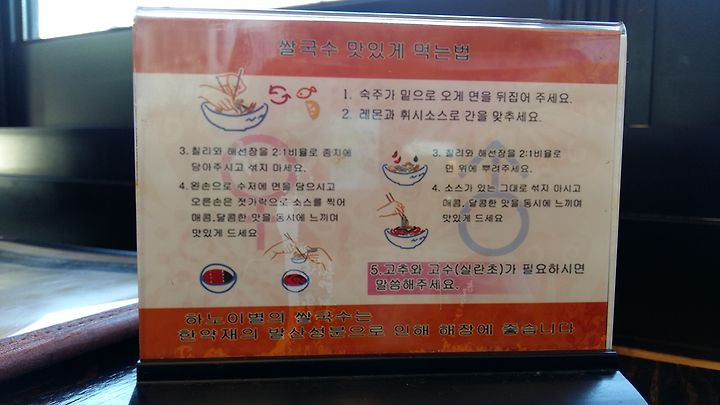 쌀국수 맛있게 먹는법
1. 숙주가 밑으로 오게 면을 뒤집어 주세요.
2. 레몬과 휘시소스로 간을 맞추세요.
3. 칠리와 해선장을 2:1비율로 종지에
담아주시고 섞지 마세요.
4. 왼손으로 수저에 면을 담으시고
오른손은 젓가락으로 소스를 찍어
매콤, 달콤한 맛을 동시에 느끼며
맛있게 드세요
3. 칠리와 해선장을 2:1비율로
면 위에 뿌려주세요.
4. 소스가 있는 그대로 섞지 마시고
매콤, 달콤한 맛을 동시에 느끼며
맛있게 드세요
5.고추와 고수(실란초)가 필요하시면
말씀해주세요.
하노이별의 쌀국수는
한약재의 발산성분으로 인해 해장에 좋습니다